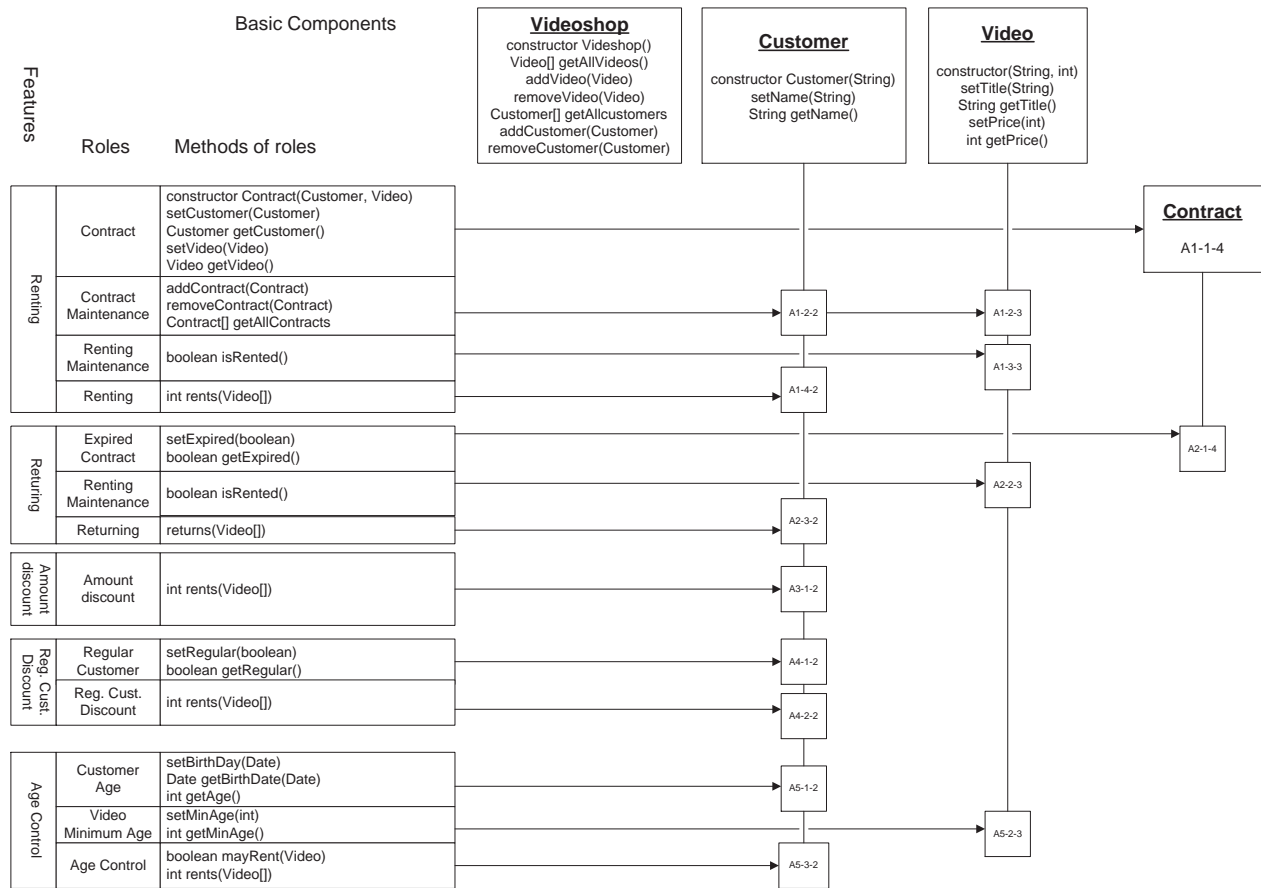 Basic Components
Features
Roles
Methods of roles
Videoshop
constructor Videshop()
Video[] getAllVideos()
addVideo(Video)
removeVideo(Video)
Customer[] getAllcustomers
addCustomer(Customer)
removeCustomer(Customer)
Customer
constructor Customer(String)
setName(String)
String getName()
Video
constructor(String, int)
setTitle(String)
String getTitle()
setPrice(int)
int getPrice()
Contract
A1-1-4
Renting
Contract
constructor Contract(Customer, Video)
setCustomer(Customer)
Customer getCustomer()
setVideo(Video)
Video getVideo()
Contract
Maintenance
addContract(Contract)
removeContract(Contract)
Contract[] getAllContracts
A1-2-2
A1-2-3
Renting
Maintenance
boolean isRented()
A1-3-3
Renting
int rents(Video[])
A1-4-2
Returing
Expired
Contract
setExpired(boolean)
boolean getExpired()
A2-1-4
Renting
Maintenance
boolean isRented()
A2-2-3
Returning
returns(Video[])
A2-3-2
Amount
discount
Amount
discount
int rents(Video[])
A3-1-2
Reg. Cust.
Discount
Regular
Customer
setRegular(boolean)
boolean getRegular()
A4-1-2
Reg. Cust.
Discount
int rents(Video[])
A4-2-2
Age Control
Customer
Age
setBirthDay(Date)
Date getBirthDate(Date)
int getAge()
A5-1-2
Video
Minimum Age
setMinAge(int)
int getMinAge()
A5-2-3
Age Control
boolean mayRent(Video)
int rents(Video[])
A5-3-2